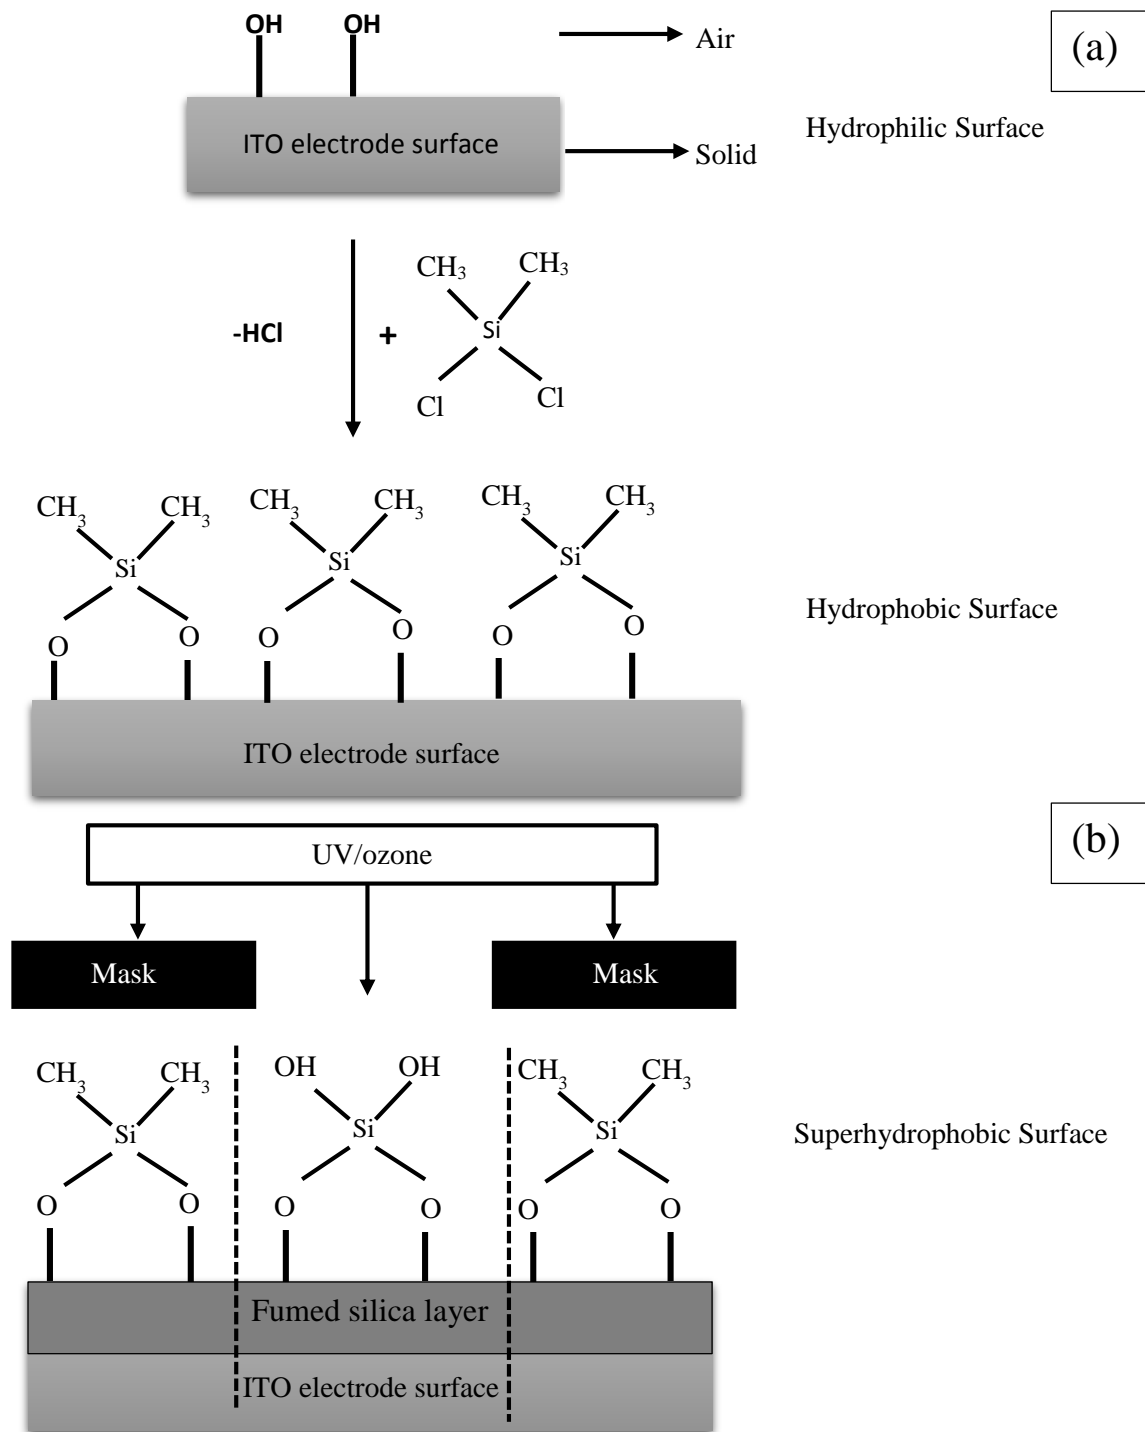 OH OH
Air
(a)
ITO electrode surface
Hydrophilic Surface
Solid
CH3 CH3
-HCl + Si
Cl Cl
CH3 CH3 CH3 CH3 CH3 CH3
Si Si Si
O O O O O O
Hydrophobic Surface
ITO electrode surface
UV/ozone
(b)
Mask Mask
CH3 CH3 OH OH CH3 CH3
Si Si Si
Superhydrophobic Surface
O O O O O O
Fumed silica layer
ITO electrode surface